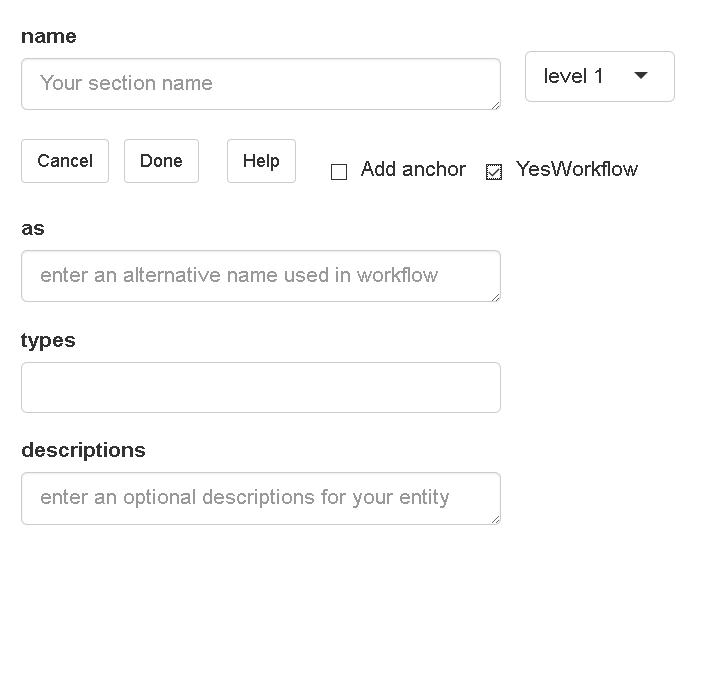 name
Your section name
level 1
Cancel Done Help Add anchor YesWorkflow
as
enter an alternative name used in workflow
types
descriptions
enter an optional descriptions for your entity